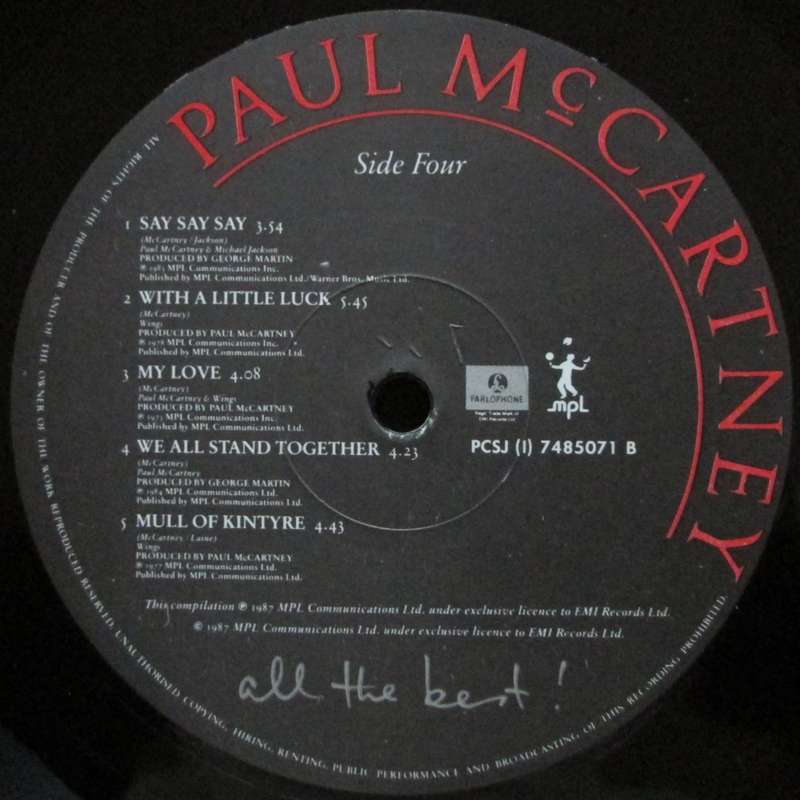 PAUL McCARTNEY
Side Four
1 SAY SAY SAY 3.54
(McCartney/Jackson)
Paul McCartney & Michael Jackson
PRODUCED BY GEORGE MARTIN
℗ 1983 MPL Communications Inc.
Published by MPL Communications Ltd./Warner Bros. Music Ltd.
2 WITH A LITTLE LUCK 5.45
(McCartney)
Wings
PRODUCED BY PAUL McCARTNEY
℗ 1978 MPL Communications Inc.
Published by MPL Communications Ltd.
3 MY LOVE 4.08
(McCartney)
Paul McCartney & Wings
PRODUCED BY PAUL McCARTNEY
℗ 1973 MPL Communications Inc.
Published by MPL Communications Ltd.
4 WE ALL STAND TOGETHER 4.23
(McCartney)
Paul McCartney
PRODUCED BY GEORGE MARTIN
℗ 1984 MPL Communications Ltd.
Published by MPL Communications Ltd.
5 MULL OF KINTYRE 4.43
(McCartney/Laine)
Wings
PRODUCED BY PAUL McCARTNEY
℗ 1977 MPL Communications Ltd.
Published by MPL Communications Ltd.
PARLOPHONE
MPL
PCSJ (I) 7485071 B
This compilation ℗ 1987 MPL Communications Ltd. under exclusive licence to EMI Records Ltd.
© 1987 MPL Communications Ltd. under exclusive licence to EMI Records Ltd.
all the best!
ALL RIGHTS OF THE PRODUCER AND OF THE OWNER OF THE WORK REPRODUCED RESERVED. UNAUTHORISED COPYING, HIRING, RENTING, PUBLIC PERFORMANCE AND BROADCASTING OF THIS RECORDING PROHIBITED.